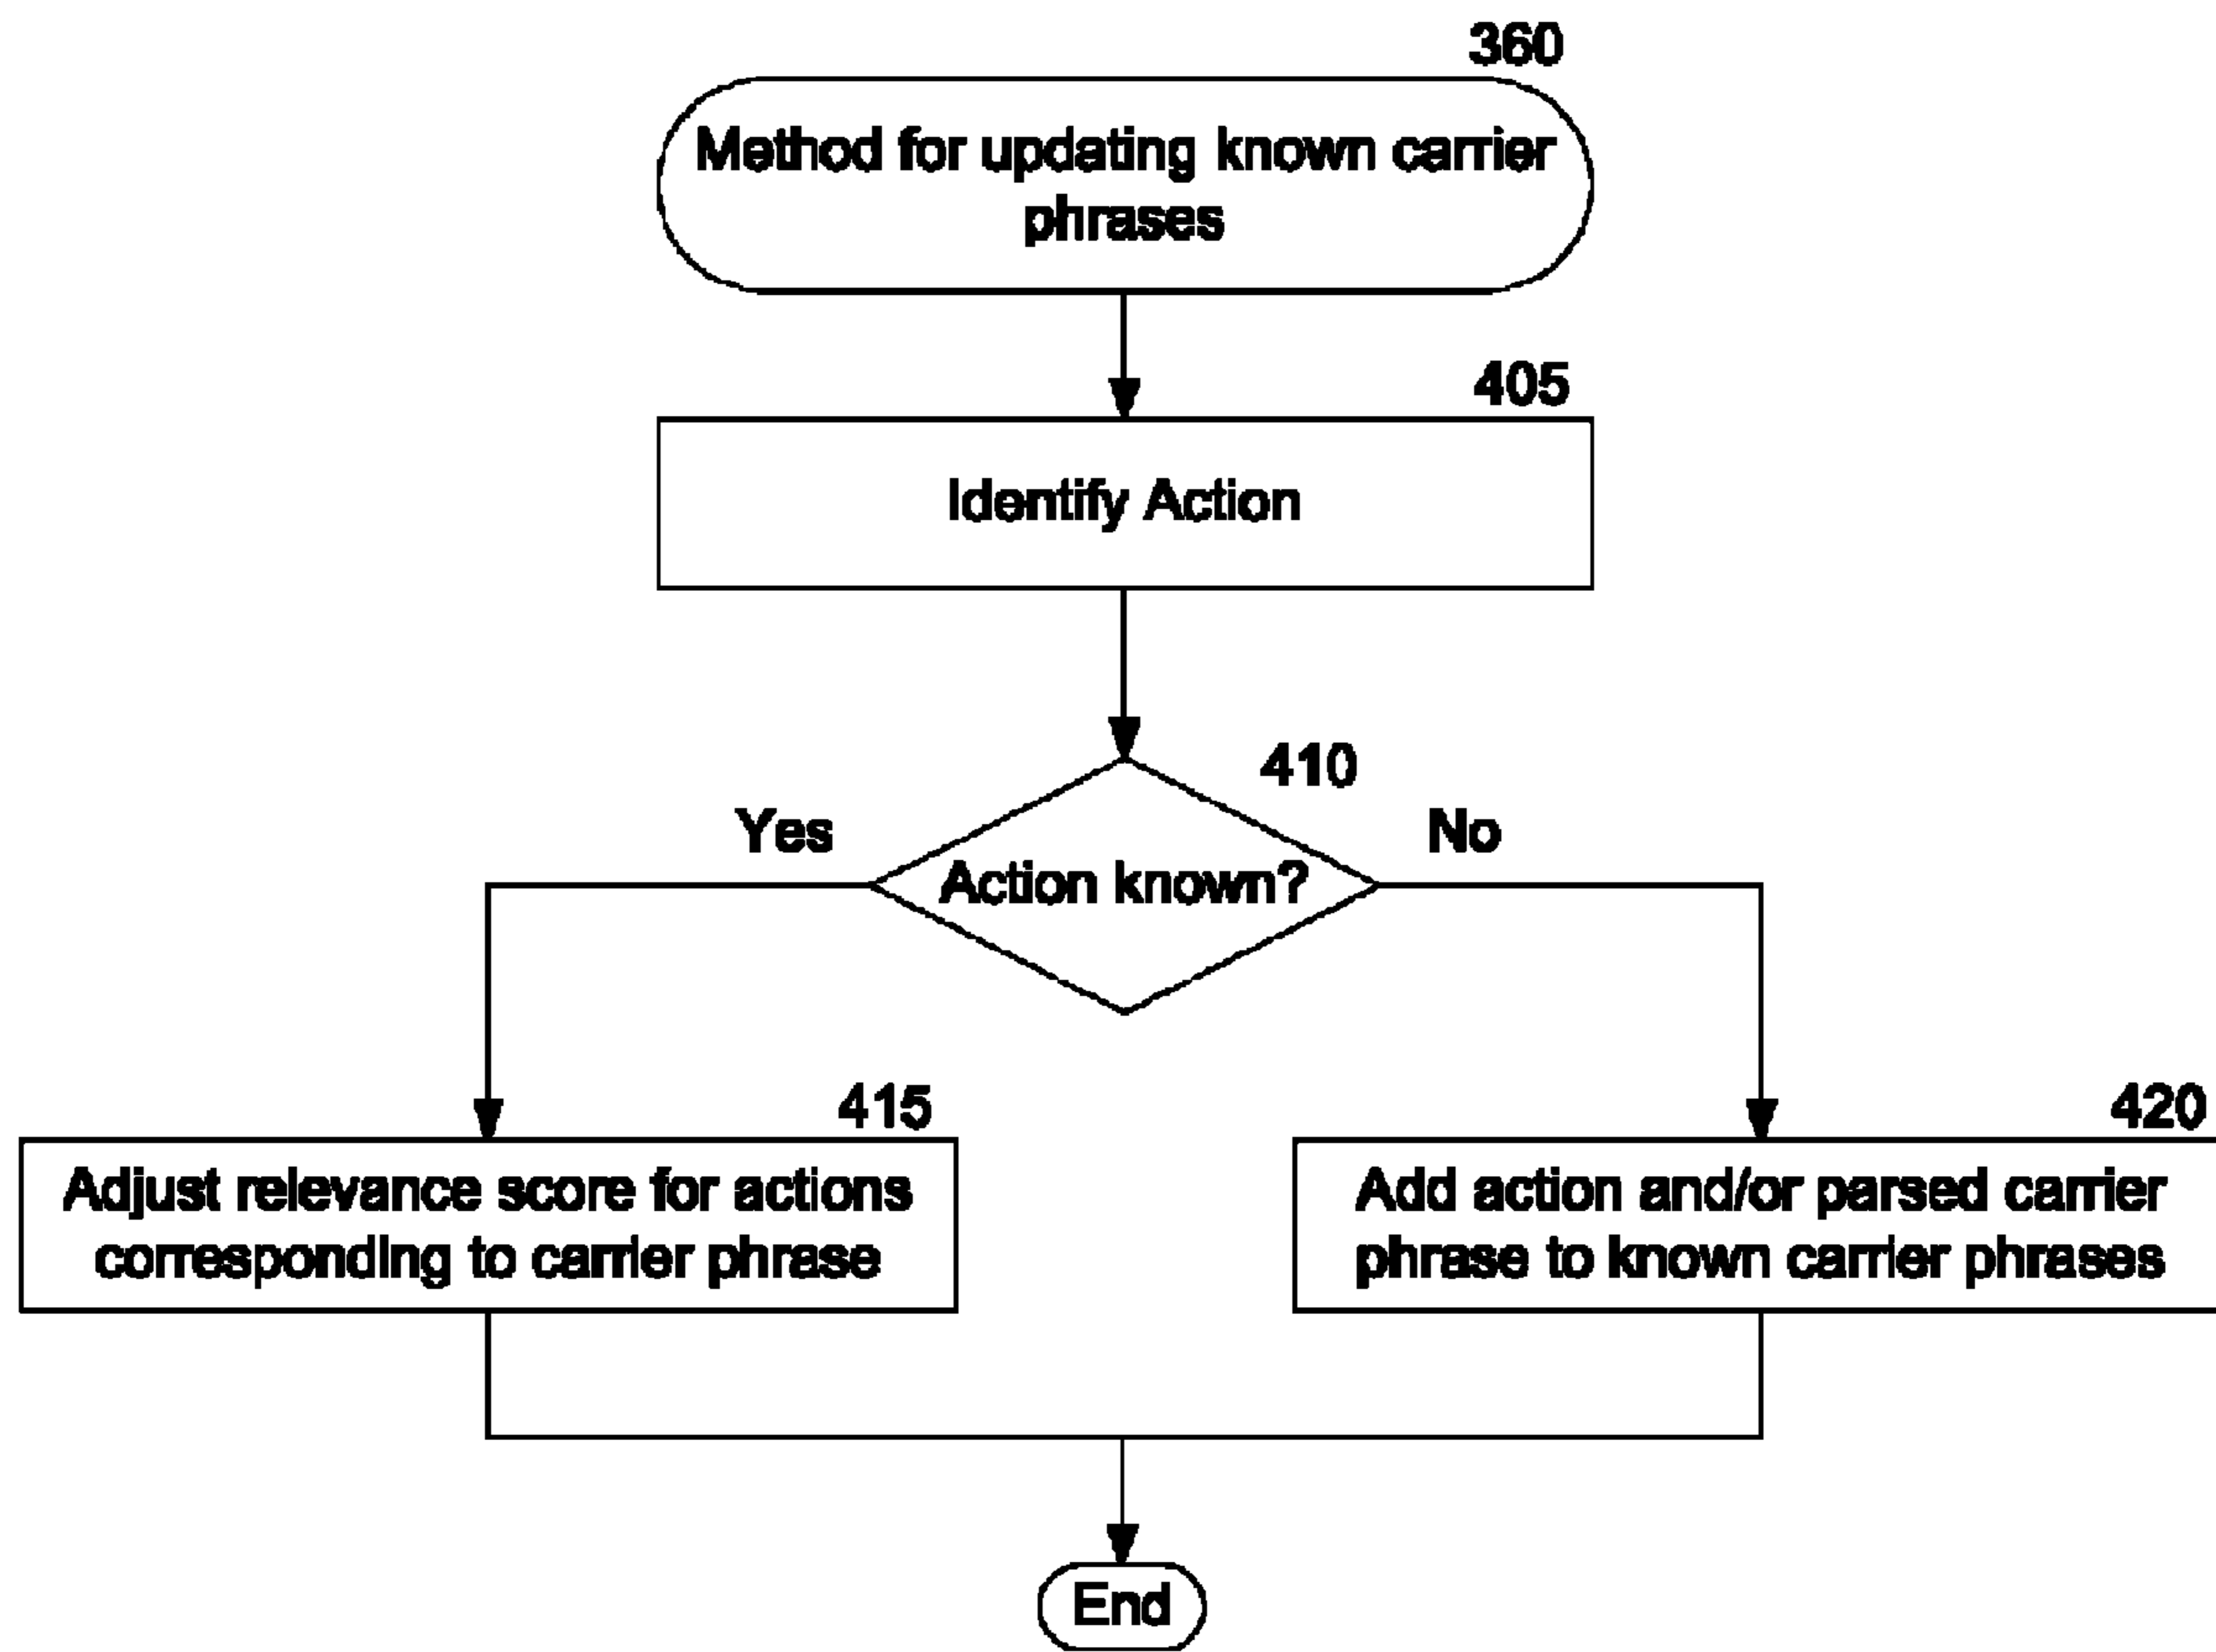 360
Method for updating known carrier
phrases
405
Identify Action
410
Yes
No
Action known?
415
420
Adjust relevance score for actions
corresponding to carrier phrase
Add action and/or parsed carrier
phrase to known carrier phrases
End